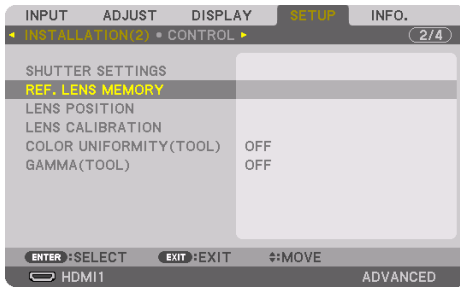 INPUT ADJUST DISPLAY SETUP INFO.
INSTALLATION(2) • CONTROL 2/4
SHUTTER SETTINGS
REF. LENS MEMORY
LENS POSITION
LENS CALIBRATION
COLOR UNIFORMITY(TOOL) OFF
GAMMA(TOOL) OFF
ENTER :SELECT EXIT :EXIT :MOVE
HDMI1 ADVANCED